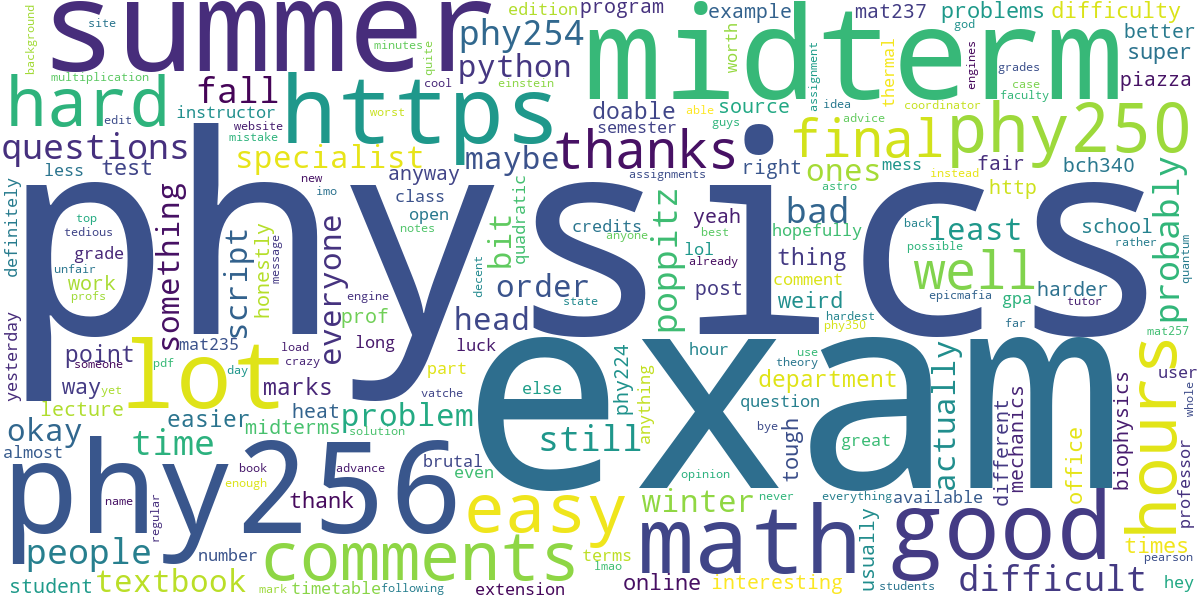 summer
midterm
edition
program
example
mat237
problems
difficulty
site
background
phy254
python
minutes
quite
worth
god
better
super
engines
grades
piazza
multiplication
hard
fall
https
cool
einstein
thermal
case
faculty
edit
instructor
website
mistake
worst
doable
semester
able
guys
source
assignment
idea
advice
coordinator
final
phy250
questions
less
test
specialist
maybe
thanks
right
ones
mess
fair
bch340
anyway
new
imo
class
open
notes
assignments
astro
instead
http
definitely
physics
top
tedious
grade
unfair
work
profs
something
script
honestly
message
everyone
bit
quadratic
credits
anyone
poppitz
yeah
best
lol
already
bad
hopefully
thing
comment
post
weird
well
least
back
possible
school
rather
probably
quantum
order
decent
state
epicmafia
gpa
harder
tutor
hardest
phy350
far
mat257
yesterday
point
someone
mat235
load
crazy
engine
prof
long
head
luck
way
yet
pdf
day
lot
marks
vatche
part
exam
else
phy224
anything
hour
use
theory
department
question
actually
hours
user
whole
lecture
easier
heat
midterms
solution
problem
okay
almost
time
still
bye
tough
great
different
mechanics
office
biophysics
professor
phy256
book
enough
advance
brutal
even
opinion
never
everything
available
name
regular
thank
easy
winter
people
number
comments
terms
lmao
math
usually
good
times
pearson
student
textbook
mark
timetable
following
extension
online
interesting
students
difficult
hey